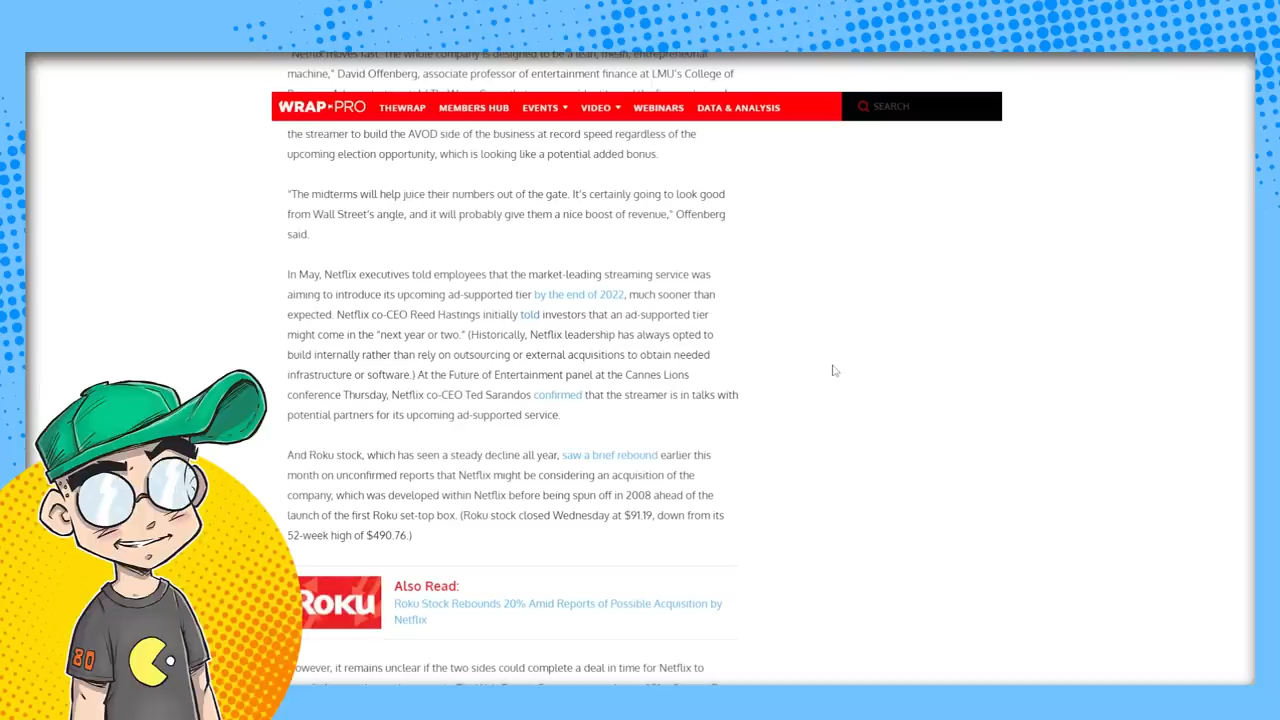 "Netflix moves fast. The whole company is designed to be a lean, mean, entrepreneurial
machine," David Offenberg, associate professor of entertainment finance at LMU's College of
WRAP PRO THEWRAP MEMBERS HUB EVENTS VIDEO WEBINARS DATA & ANALYSIS SEARCH
the streamer to build the AVOD side of the business at record speed regardless of the
upcoming election opportunity, which is looking like a potential added bonus.
"The midterms will help juice their numbers out of the gate. It's certainly going to look good
from Wall Street's angle, and it will probably give them a nice boost of revenue," Offenberg
said.
In May, Netflix executives told employees that the market-leading streaming service was
aiming to introduce its upcoming ad-supported tier by the end of 2022, much sooner than
expected. Netflix co-CEO Reed Hastings initially told investors that an ad-supported tier
might come in the "next year or two." (Historically, Netflix leadership has always opted to
build internally rather than rely on outsourcing or external acquisitions to obtain needed
infrastructure or software.) At the Future of Entertainment panel at the Cannes Lions
conference Thursday, Netflix co-CEO Ted Sarandos confirmed that the streamer is in talks with
potential partners for its upcoming ad-supported service.
And Roku stock, which has seen a steady decline all year, saw a brief rebound earlier this
month on unconfirmed reports that Netflix might be considering an acquisition of the
company, which was developed within Netflix before being spun off in 2008 ahead of the
launch of the first Roku set-top box. (Roku stock closed Wednesday at $91.19, down from its
52-week high of $490.76.)
Roku
Also Read:
Roku Stock Rebounds 20% Amid Reports of Possible Acquisition by
Netflix
80
However, it remains unclear if the two sides could complete a deal in time for Netflix to